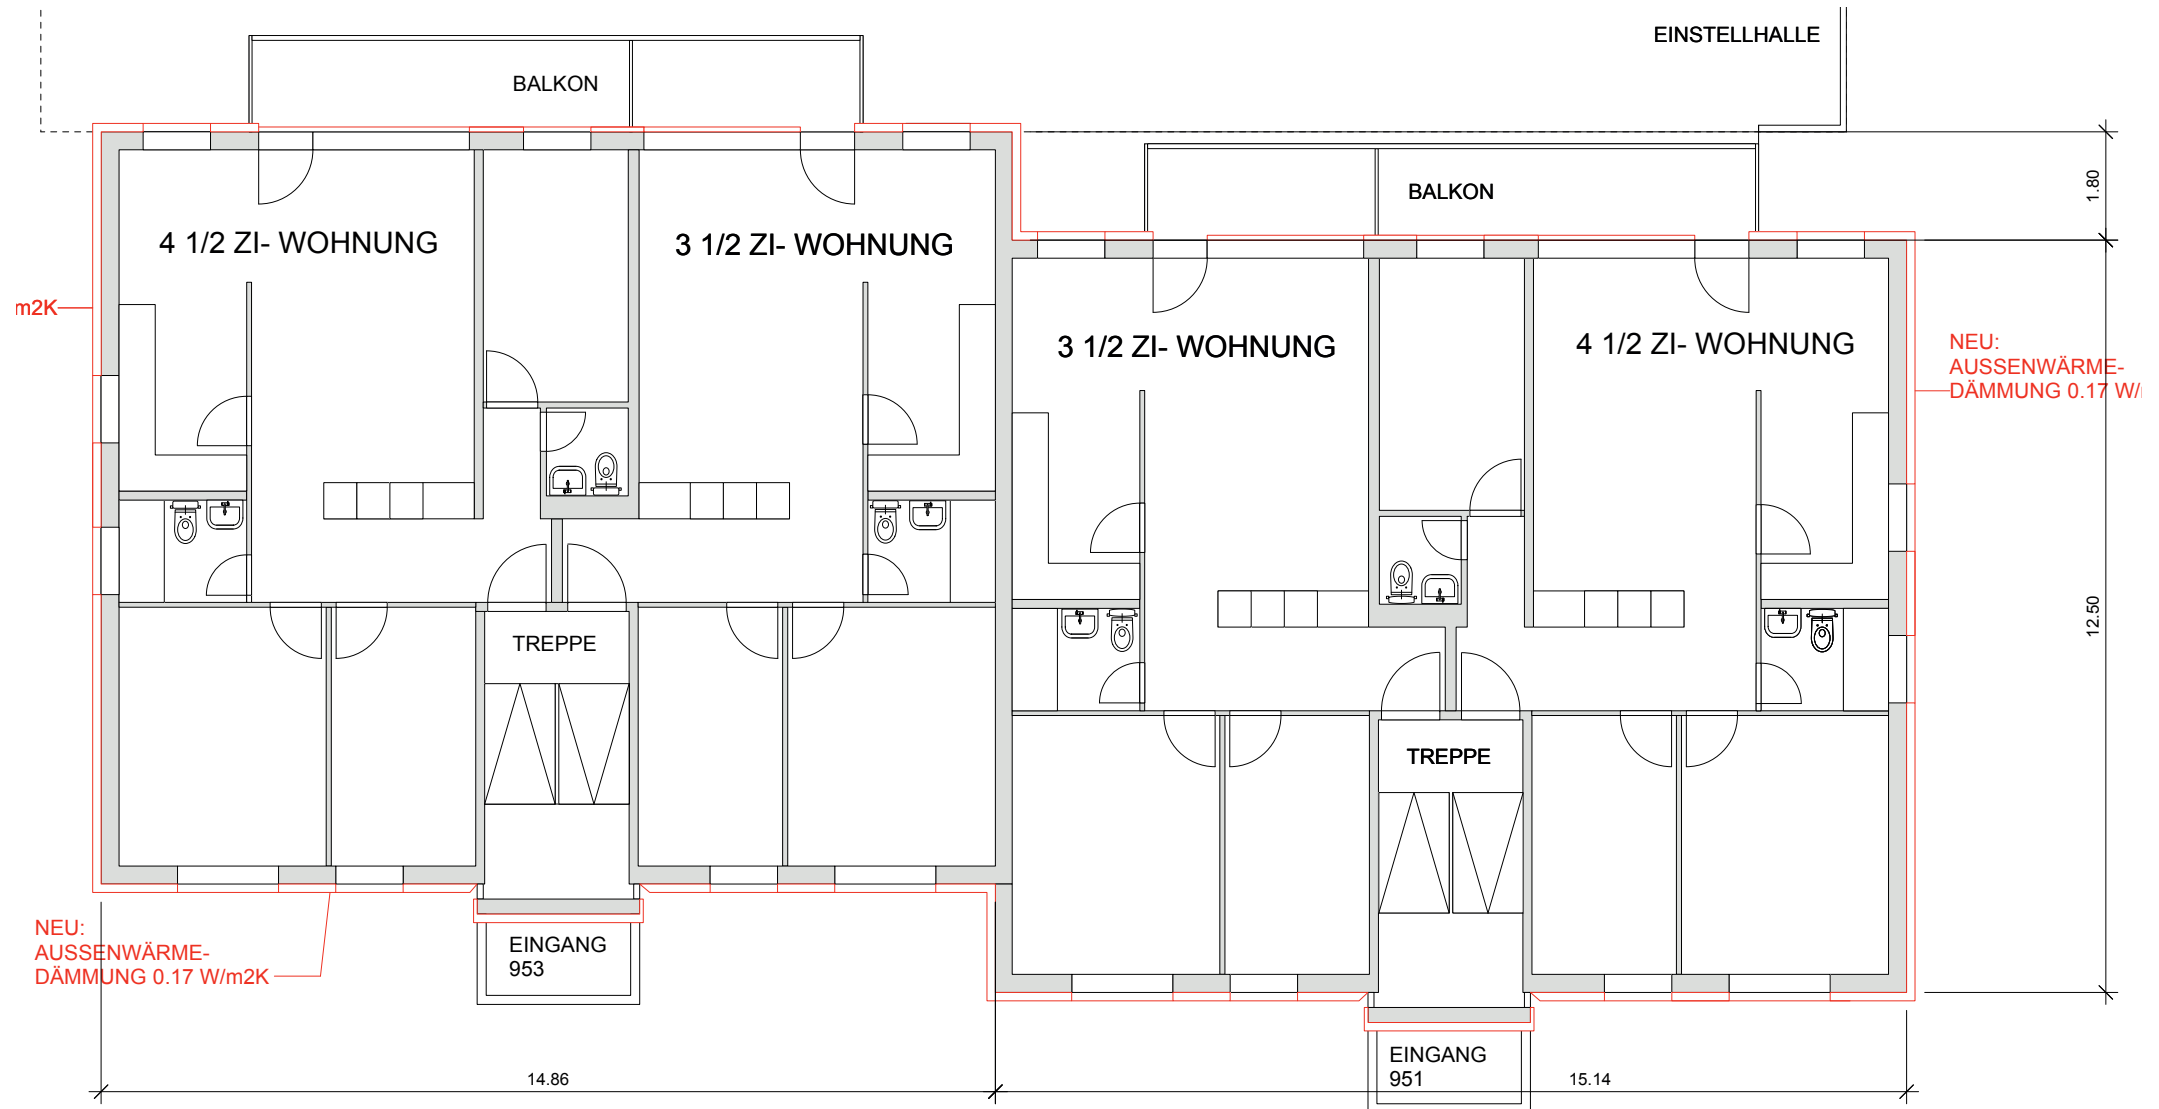 EINSTELLHALLE
BALKON
BALKON
1.80
4 1/2 ZI- WOHNUNG
3 1/2 ZI- WOHNUNG
m2K
3 1/2 ZI- WOHNUNG
4 1/2 ZI- WOHNUNG
NEU:
AUSSENWÄRME-
DÄMMUNG 0.17 W/
12.50
TREPPE
TREPPE
NEU:
AUSSENWÄRME-
DÄMMUNG 0.17 W/m2K
EINGANG
953
EINGANG
951
14.86
15.14